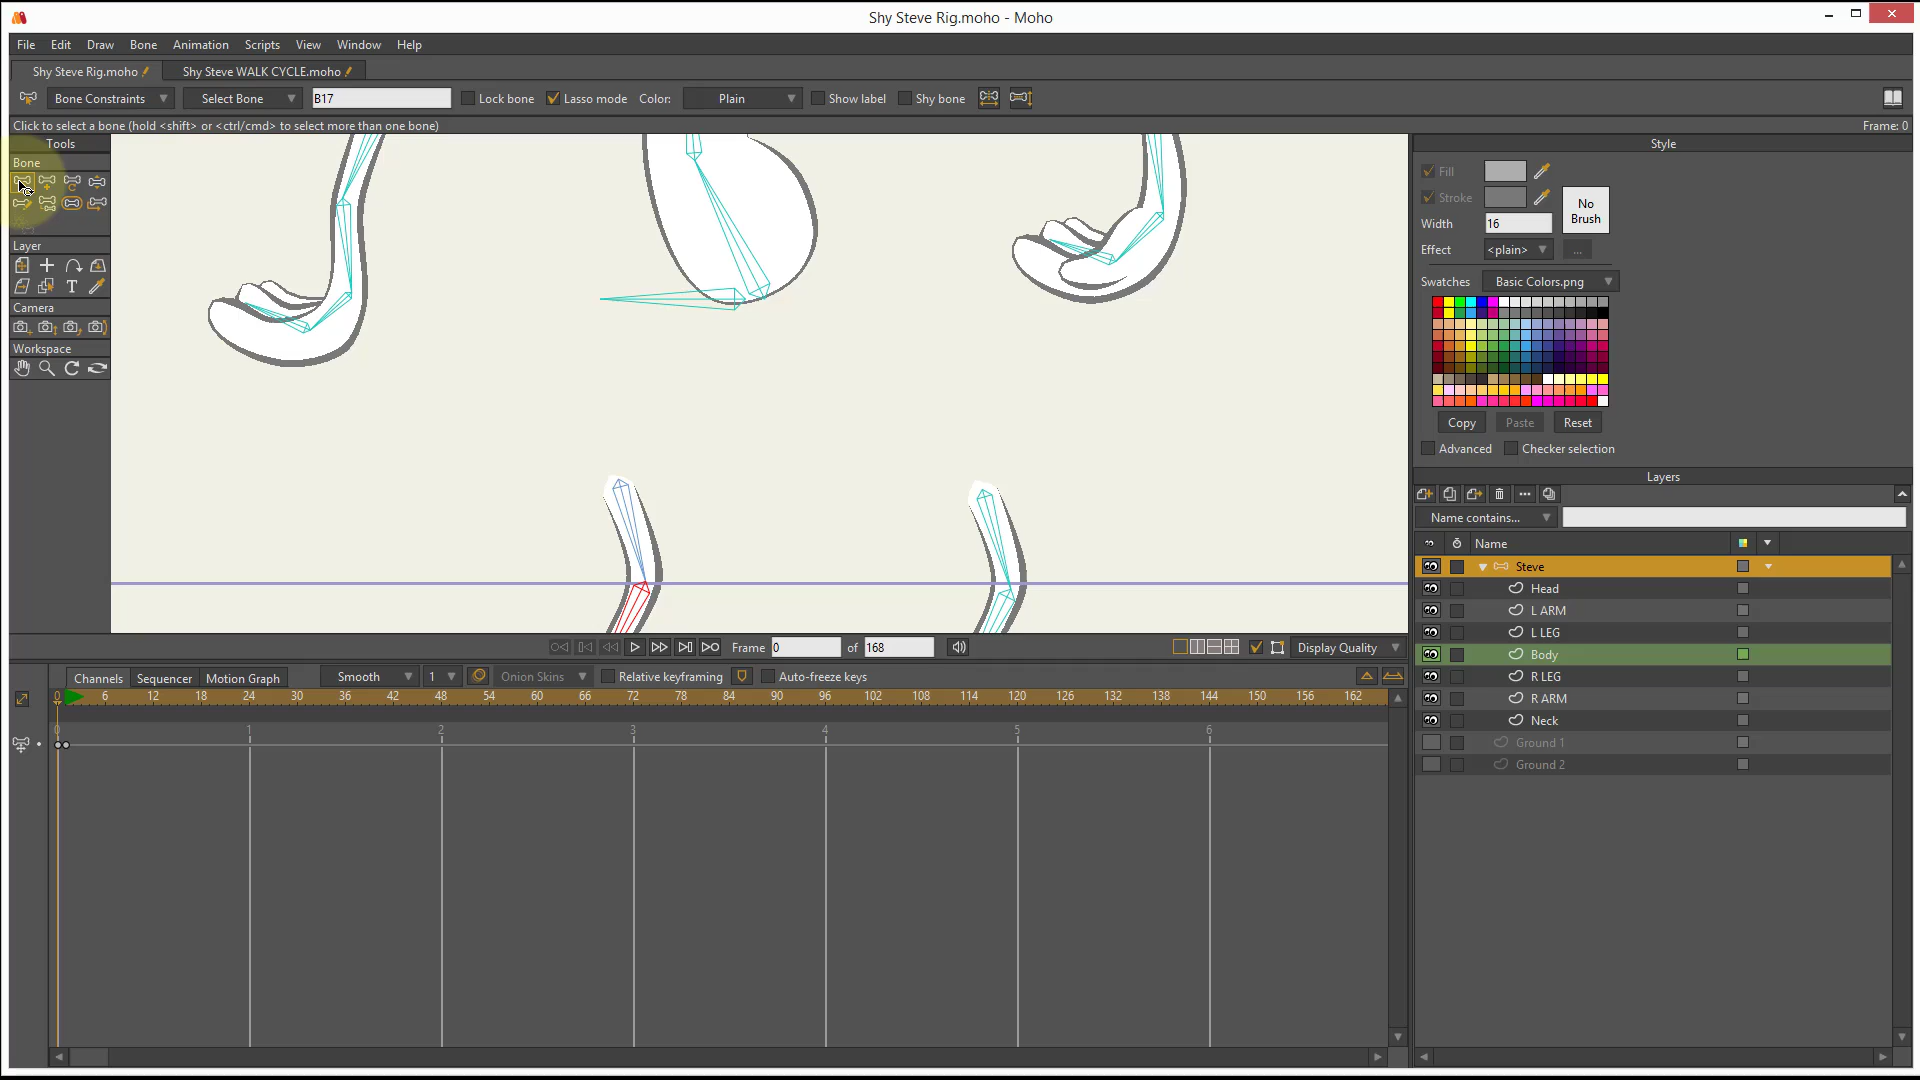 Shy Steve Rig.moho - Moho
File Edit Draw Bone Animation Scripts View Window Help
Shy Steve Rig.moho Shy Steve WALK CYCLE.moho
Bone Constraints Select Bone B17 Lock bone Lasso mode Color: Plain Show label Shy bone
Click to select a bone (hold <shift> or <ctrl/cmd> to select more than one bone) Frame: 0
Tools
Bone
Layer
T
Camera
Workspace
Style
Fill
Stroke
No Brush
Width 16
Effect <plain> ...
Swatches Basic Colors.png
Copy Paste Reset
Advanced Checker selection
Layers
Name contains...
Name
Steve
Head
L ARM
L LEG
Body
R LEG
R ARM
Neck
Ground 1
Ground 2
Frame 0 of 168 Display Quality
Channels Sequencer Motion Graph Smooth 1 Onion Skins Relative keyframing Auto-freeze keys
0 6 12 18 24 30 36 42 48 54 60 66 72 78 84 90 96 102 108 114 120 126 132 138 144 150 156 162
0 1 2 3 4 5 6